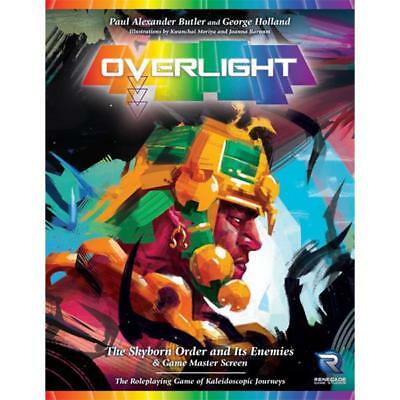 Paul Alexander Butler and George Holland
Illustrations by Kwanchai Moriya and Joanna Barnum
OVERLIGHT
The Skyborn Order and Its Enemies
& Game Master Screen
The Roleplaying Game of Kaleidoscopic Journeys
RENEGADE